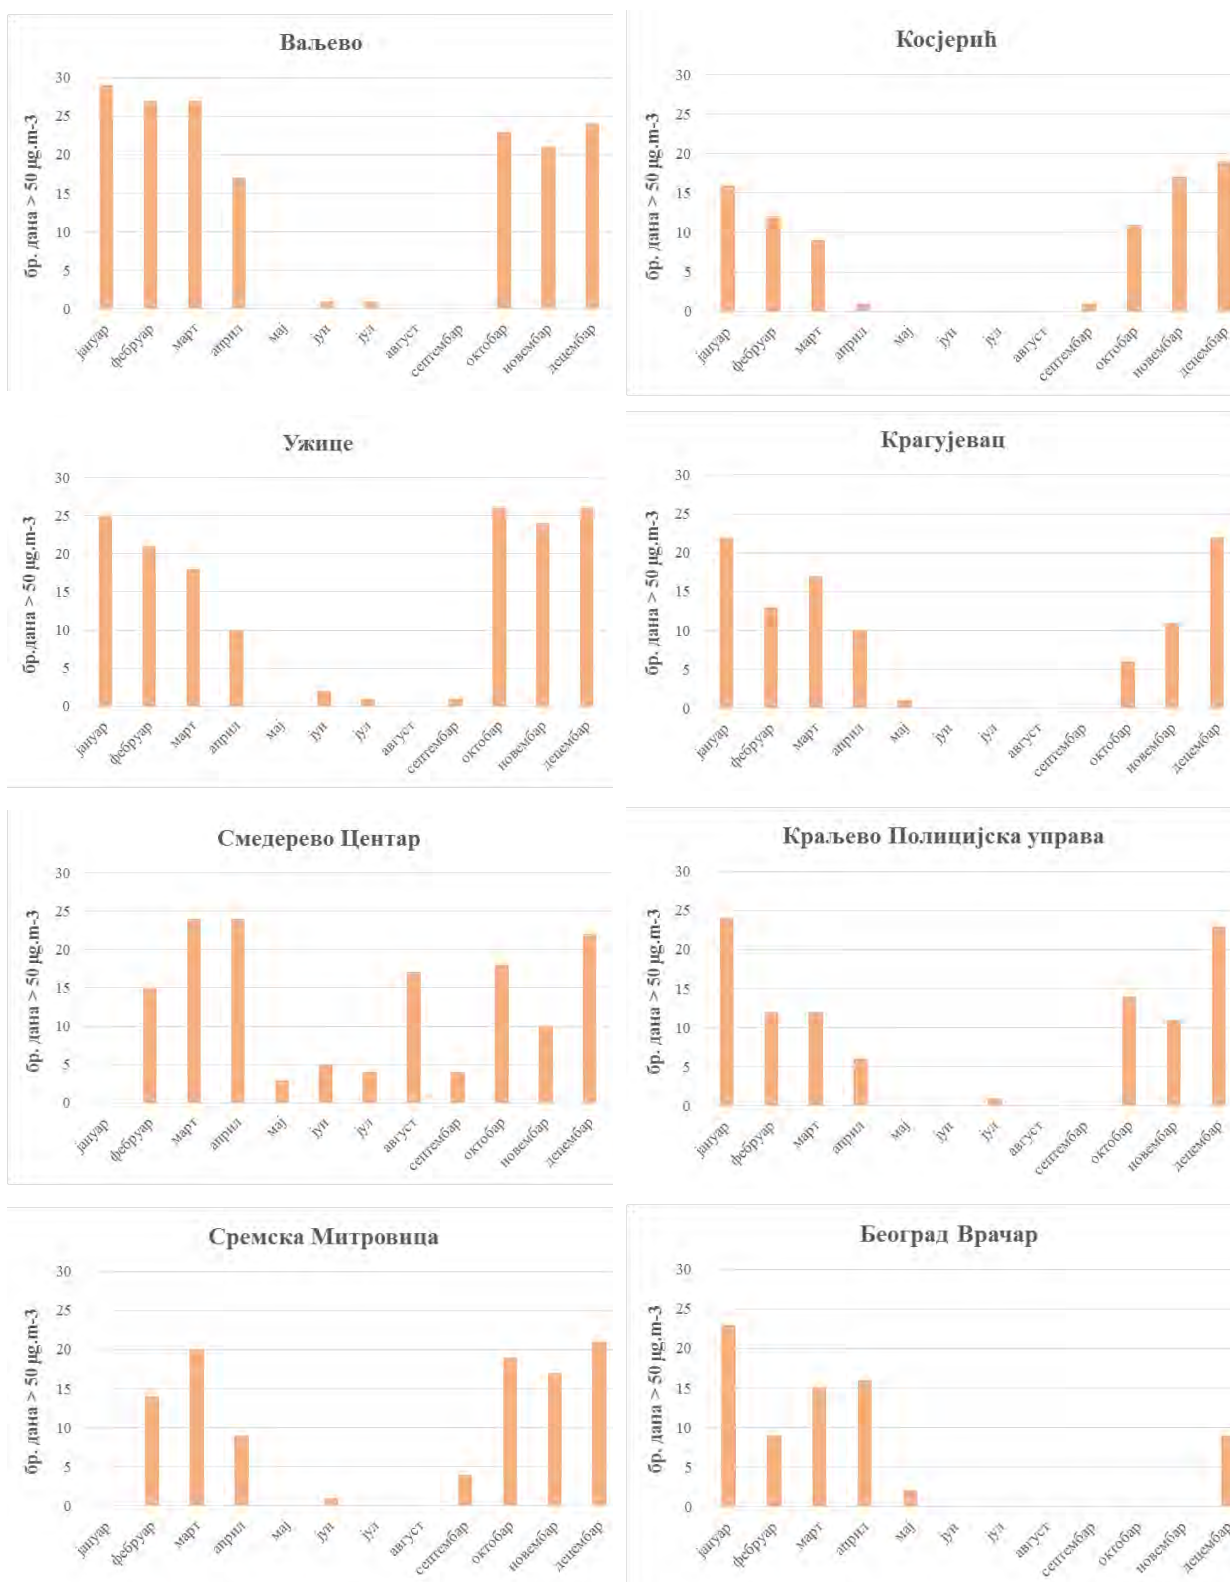 Ваљево
бр. дана > 50 µg.m-3
30
25
20
15
10
5
0
јануар
фебруар
март
април
мај
јун
јул
август
септембар
октобар
новембар
децембар
Косјерић
бр. дана > 50 µg.m-3
30
25
20
15
10
5
0
јануар
фебруар
март
април
мај
јун
јул
август
септембар
октобар
новембар
децембар
Ужице
бр.дана > 50 µg.m-3
30
25
20
15
10
5
0
јануар
фебруар
март
април
мај
јун
јул
август
септембар
октобар
новембар
децембар
Крагујевац
бр. дана > 50 µg.m-3
30
25
20
15
10
5
0
јануар
фебруар
март
април
мај
јун
јул
август
септембар
октобар
новембар
децембар
Смедерево Центар
бр. дана > 50 µg.m-3
30
25
20
15
10
5
0
јануар
фебруар
март
април
мај
јун
јул
август
септембар
октобар
новембар
децембар
Краљево Полицијска управа
бр. дана > 50 µg.m-3
30
25
20
15
10
5
0
јануар
фебруар
март
април
мај
јун
јул
август
септембар
октобар
новембар
децембар
Сремска Митровица
бр. дана > 50 µg.m-3
30
25
20
15
10
5
0
јануар
фебруар
март
април
мај
јун
јул
август
септембар
октобар
новембар
децембар
Београд Врачар
бр. дана > 50 µg.m-3
30
25
20
15
10
5
0
јануар
фебруар
март
април
мај
јун
јул
август
септембар
октобар
новембар
децембар